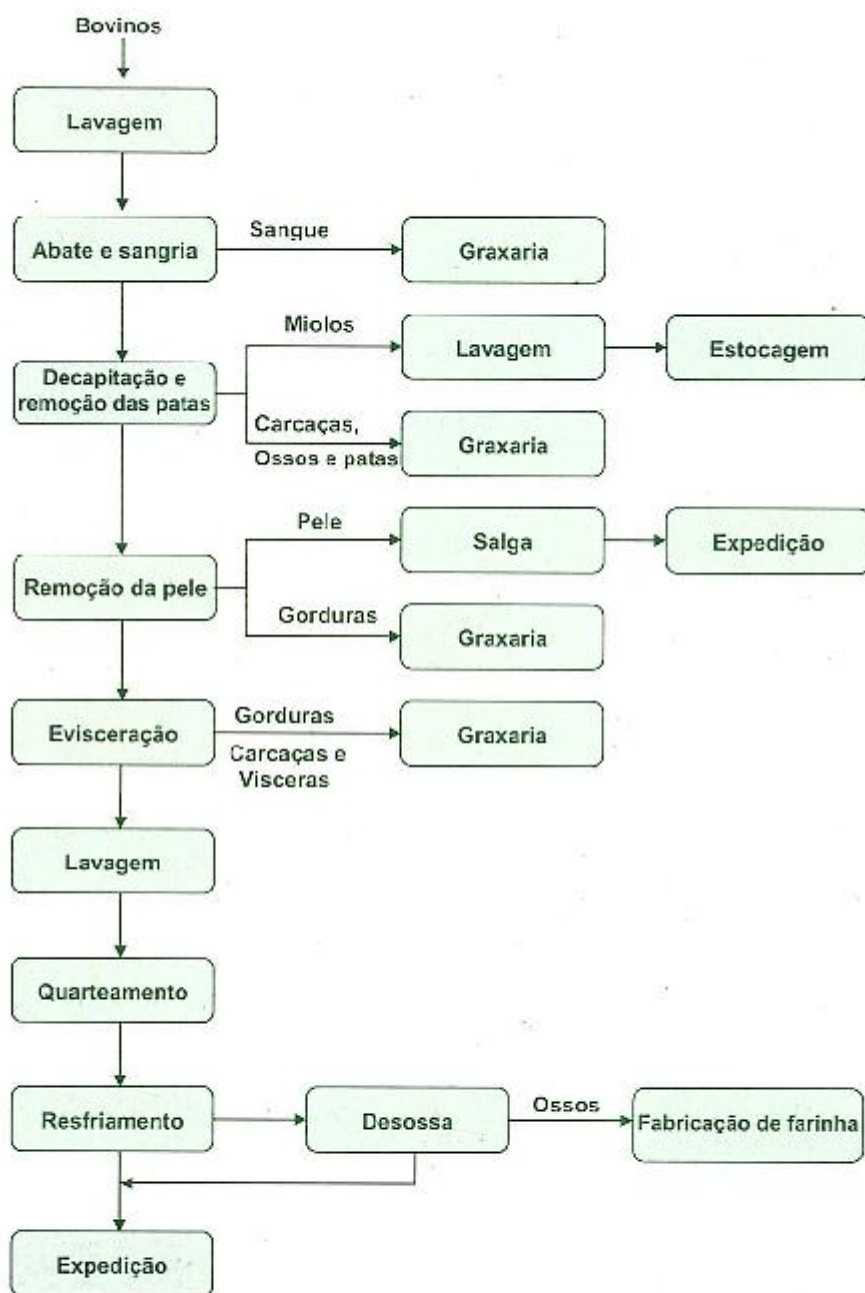 Bovinos
Lavagem
Abate e sangria
Sangue
Graxaria
Decapitação e
remoção das patas
Miolos
Lavagem
Estocagem
Carcaças,
Ossos e patas
Graxaria
Remoção da pele
Pele
Salga
Expedição
Gorduras
Graxaria
Evisceração
Gorduras
Carcaças e
Visceras
Graxaria
Lavagem
Quarteamento
Resfriamento
Desossa
Ossos
Fabricação de farinha
Expedição